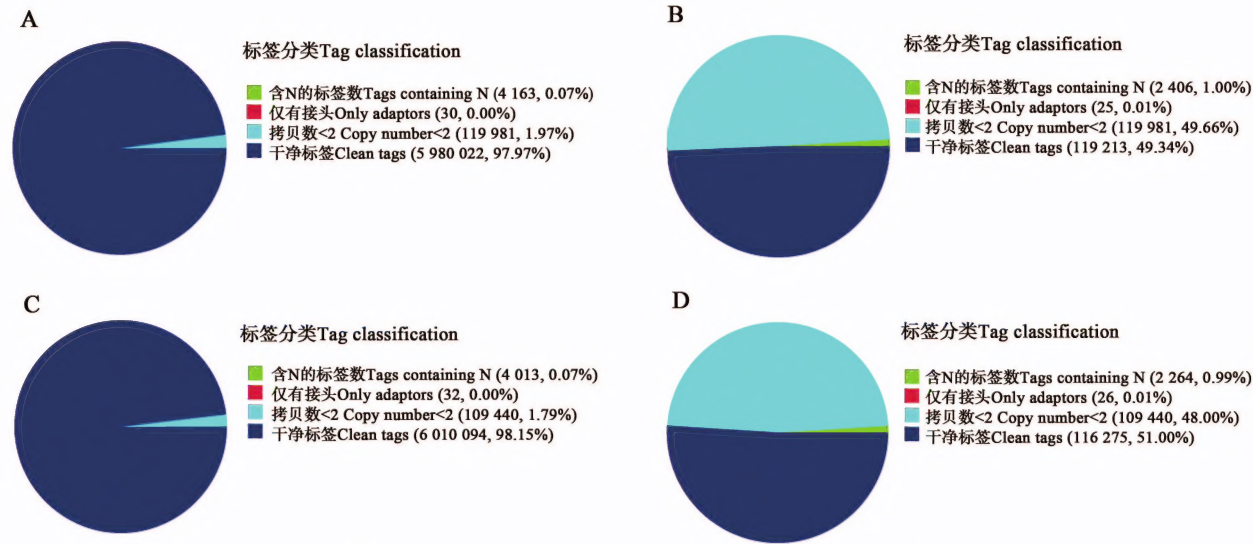 A
标签分类Tag classification
含N的标签数Tags containing N (4 163, 0.07%)
仅有接头Only adaptors (30, 0.00%)
拷贝数<2 Copy number<2 (119 981, 1.97%)
干净标签Clean tags (5 980 022, 97.97%)
B
标签分类Tag classification
含N的标签数Tags containing N (2 406, 1.00%)
仅有接头Only adaptors (25, 0.01%)
拷贝数<2 Copy number<2 (119 981, 49.66%)
干净标签Clean tags (119 213, 49.34%)
C
标签分类Tag classification
含N的标签数Tags containing N (4 013, 0.07%)
仅有接头Only adaptors (32, 0.00%)
拷贝数<2 Copy number<2 (109 440, 1.79%)
干净标签Clean tags (6 010 094, 98.15%)
D
标签分类Tag classification
含N的标签数Tags containing N (2 264, 0.99%)
仅有接头Only adaptors (26, 0.01%)
拷贝数<2 Copy number<2 (109 440, 48.00%)
干净标签Clean tags (116 275, 51.00%)